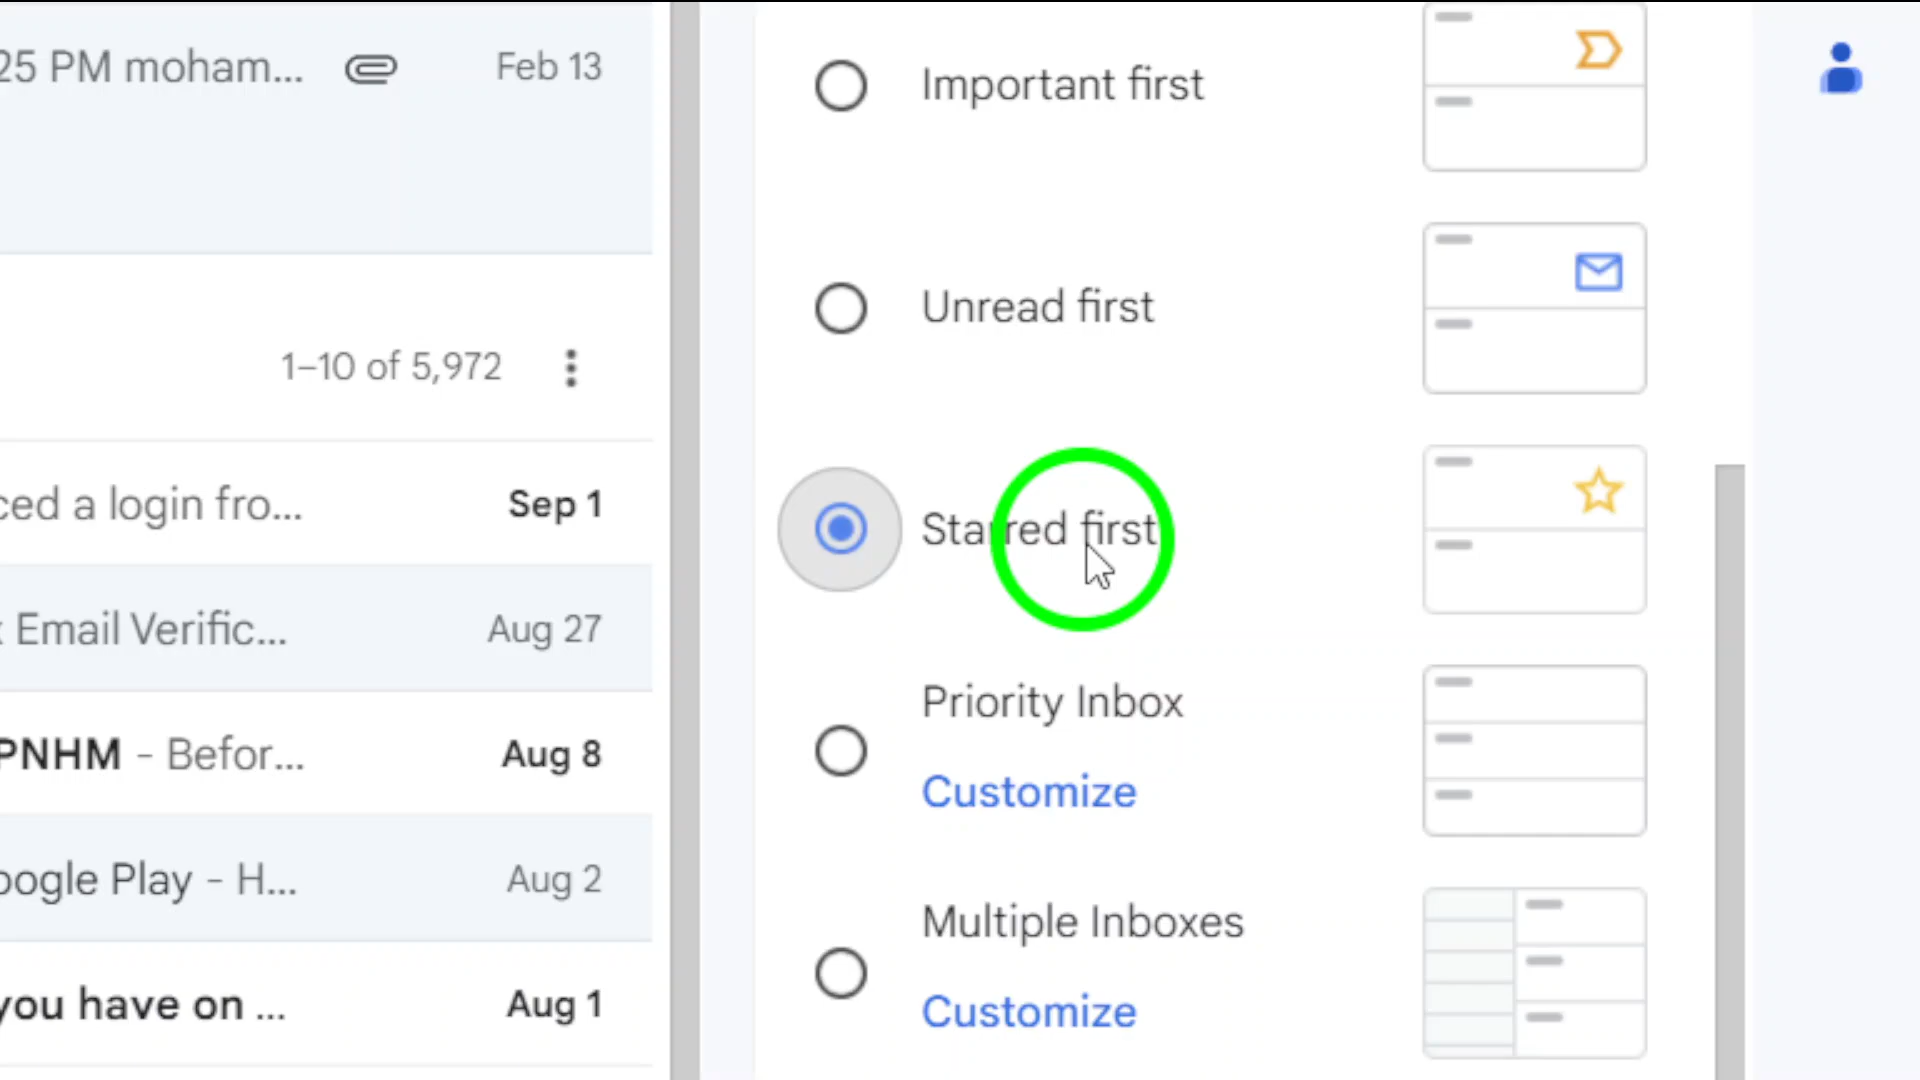 25 PM moham... Feb 13
1–10 of 5,972
ced a login fro... Sep 1
Email Verific... Aug 27
PNHM - Befor... Aug 8
oogle Play - H... Aug 2
you have on ... Aug 1
Important first
Unread first
Starred first
Priority Inbox
Customize
Multiple Inboxes
Customize